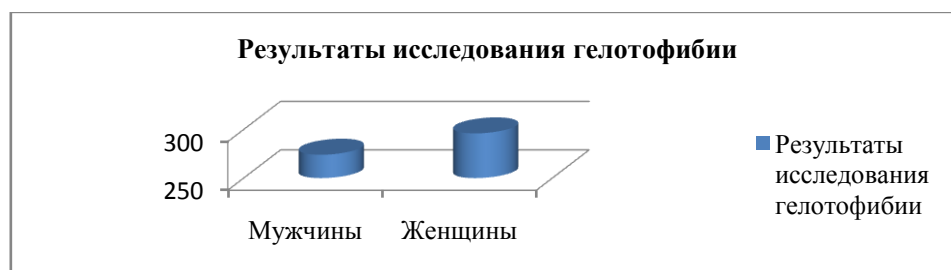 Результаты исследования гелотофибии
300
250
Мужчины Женщины
Результаты
исследования
гелотофибии